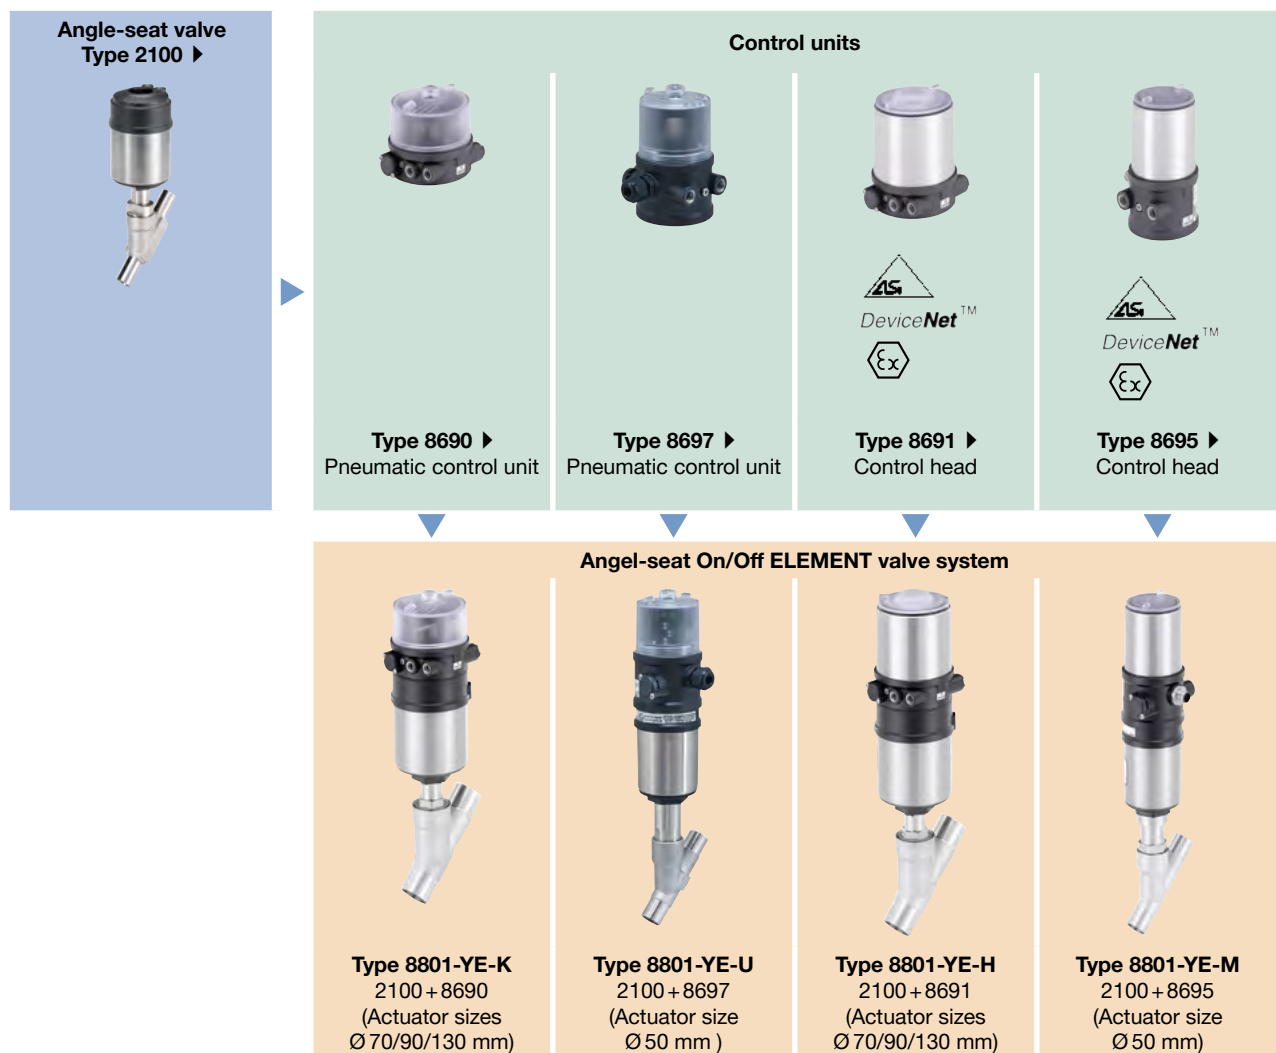 Angle-seat valve
Type 2100
Control units
DeviceNet™
DeviceNet™
Type 8690
Pneumatic control unit
Type 8697
Pneumatic control unit
Type 8691
Control head
Type 8695
Control head
Angel-seat On/Off ELEMENT valve system
Type 8801-YE-K
2100+8690
(Actuator sizes
Ø 70/90/130 mm)
Type 8801-YE-U
2100+8697
(Actuator size
Ø 50 mm )
Type 8801-YE-H
2100+8691
(Actuator sizes
Ø 70/90/130 mm)
Type 8801-YE-M
2100+8695
(Actuator size
Ø 50 mm)